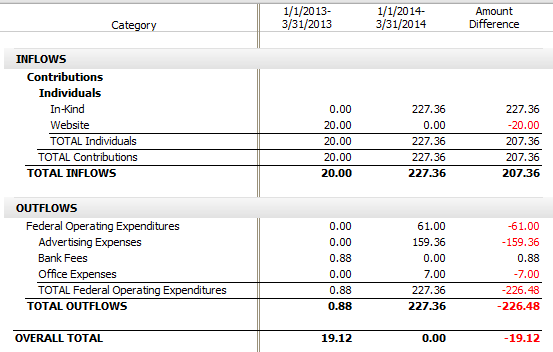 Category 1/1/2013- 3/31/2013 1/1/2014- 3/31/2014 Amount Difference
INFLOWS
Contributions
Individuals
In-Kind 0.00 227.36 227.36
Website 20.00 0.00 -20.00
TOTAL Individuals 20.00 227.36 207.36
TOTAL Contributions 20.00 227.36 207.36
TOTAL INFLOWS 20.00 227.36 207.36
OUTFLOWS
Federal Operating Expenditures 0.00 61.00 -61.00
Advertising Expenses 0.00 159.36 -159.36
Bank Fees 0.88 0.00 0.88
Office Expenses 0.00 7.00 -7.00
TOTAL Federal Operating Expenditures 0.88 227.36 -226.48
TOTAL OUTFLOWS 0.88 227.36 -226.48
OVERALL TOTAL 19.12 0.00 -19.12